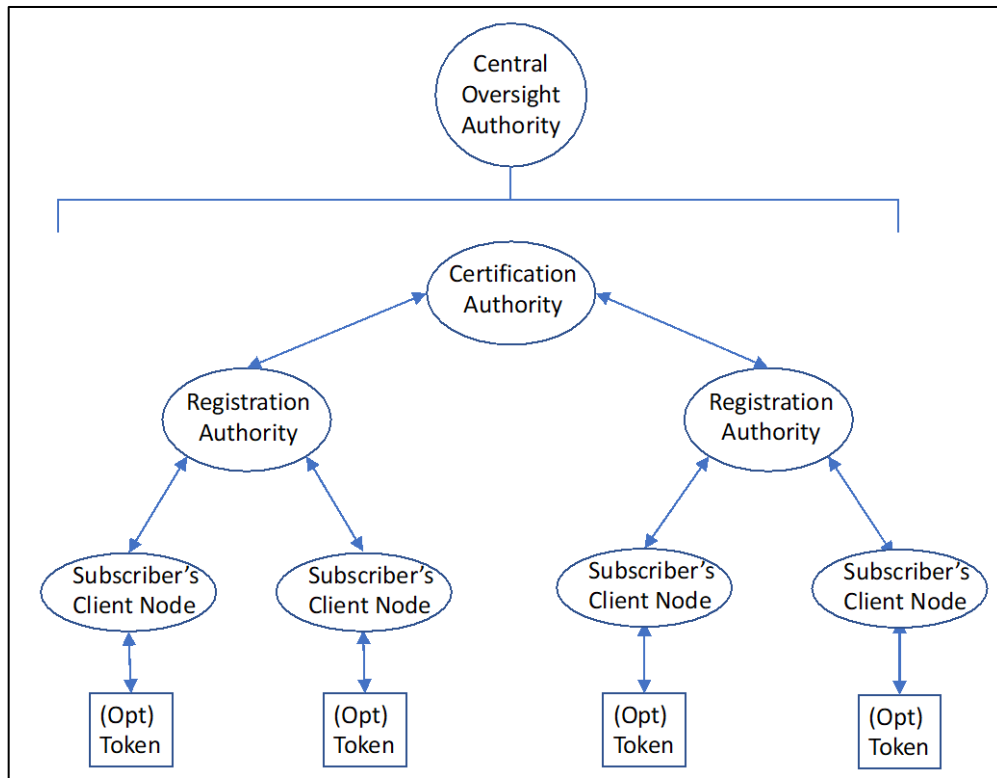 Central
Oversight
Authority
Certification
Authority
Registration
Authority
Registration
Authority
Subscriber’s
Client Node
Subscriber’s
Client Node
Subscriber’s
Client Node
Subscriber’s
Client Node
(Opt)
Token
(Opt)
Token
(Opt)
Token
(Opt)
Token